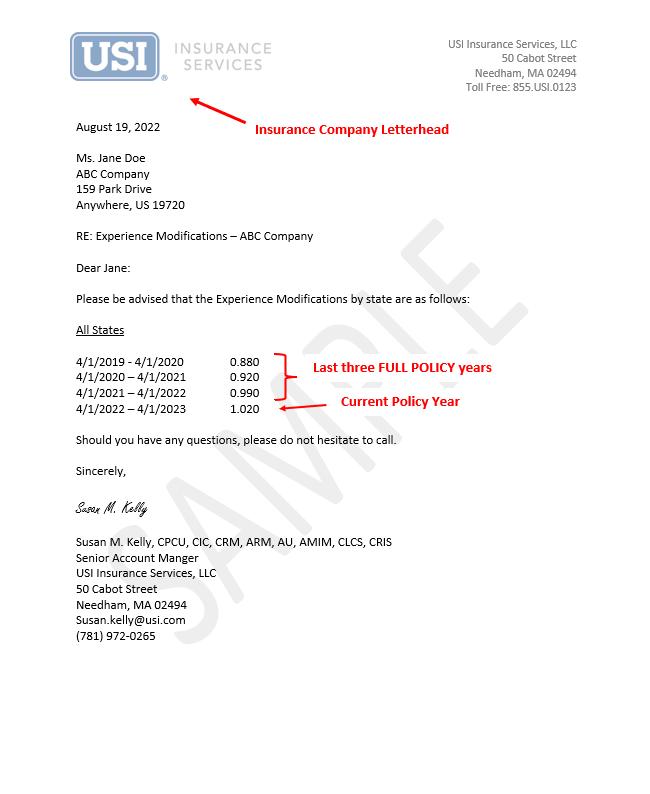 USI INSURANCE SERVICES ®
USI Insurance Services, LLC
50 Cabot Street
Needham, MA 02494
Toll Free: 855.USI.0123
Insurance Company Letterhead
August 19, 2022
Ms. Jane Doe
ABC Company
159 Park Drive
Anywhere, US 19720
RE: Experience Modifications – ABC Company
Dear Jane:
Please be advised that the Experience Modifications by state are as follows:
All States
4/1/2019 - 4/1/2020 0.880
4/1/2020 – 4/1/2021 0.920
4/1/2021 – 4/1/2022 0.990
4/1/2022 – 4/1/2023 1.020
Last three FULL POLICY years
Current Policy Year
Should you have any questions, please do not hesitate to call.
Sincerely,
Susan M. Kelly
Susan M. Kelly, CPCU, CIC, CRM, ARM, AU, AMIM, CLCS, CRIS
Senior Account Manger
USI Insurance Services, LLC
50 Cabot Street
Needham, MA 02494
Susan.kelly@usi.com
(781) 972-0265
SAMPLE